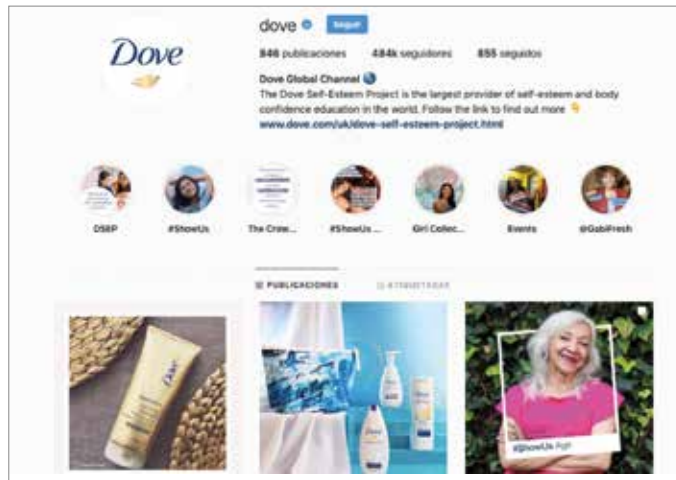 Dove
dove Seguir
846 publicaciones 484k seguidores 855 seguidos
Dove Global Channel
The Dove Self-Esteem Project is the largest provider of self-esteem and body
confidence education in the world. Follow the link to find out more
www.dove.com/uk/dove-self-esteem-project.html
DSEP #ShowUs The Crow... #ShowUs ... Girl Collec... Events @GabiFresh
PUBLICACIONES ETIQUETADAS
Dove
Dove
Dove
#ShowUs